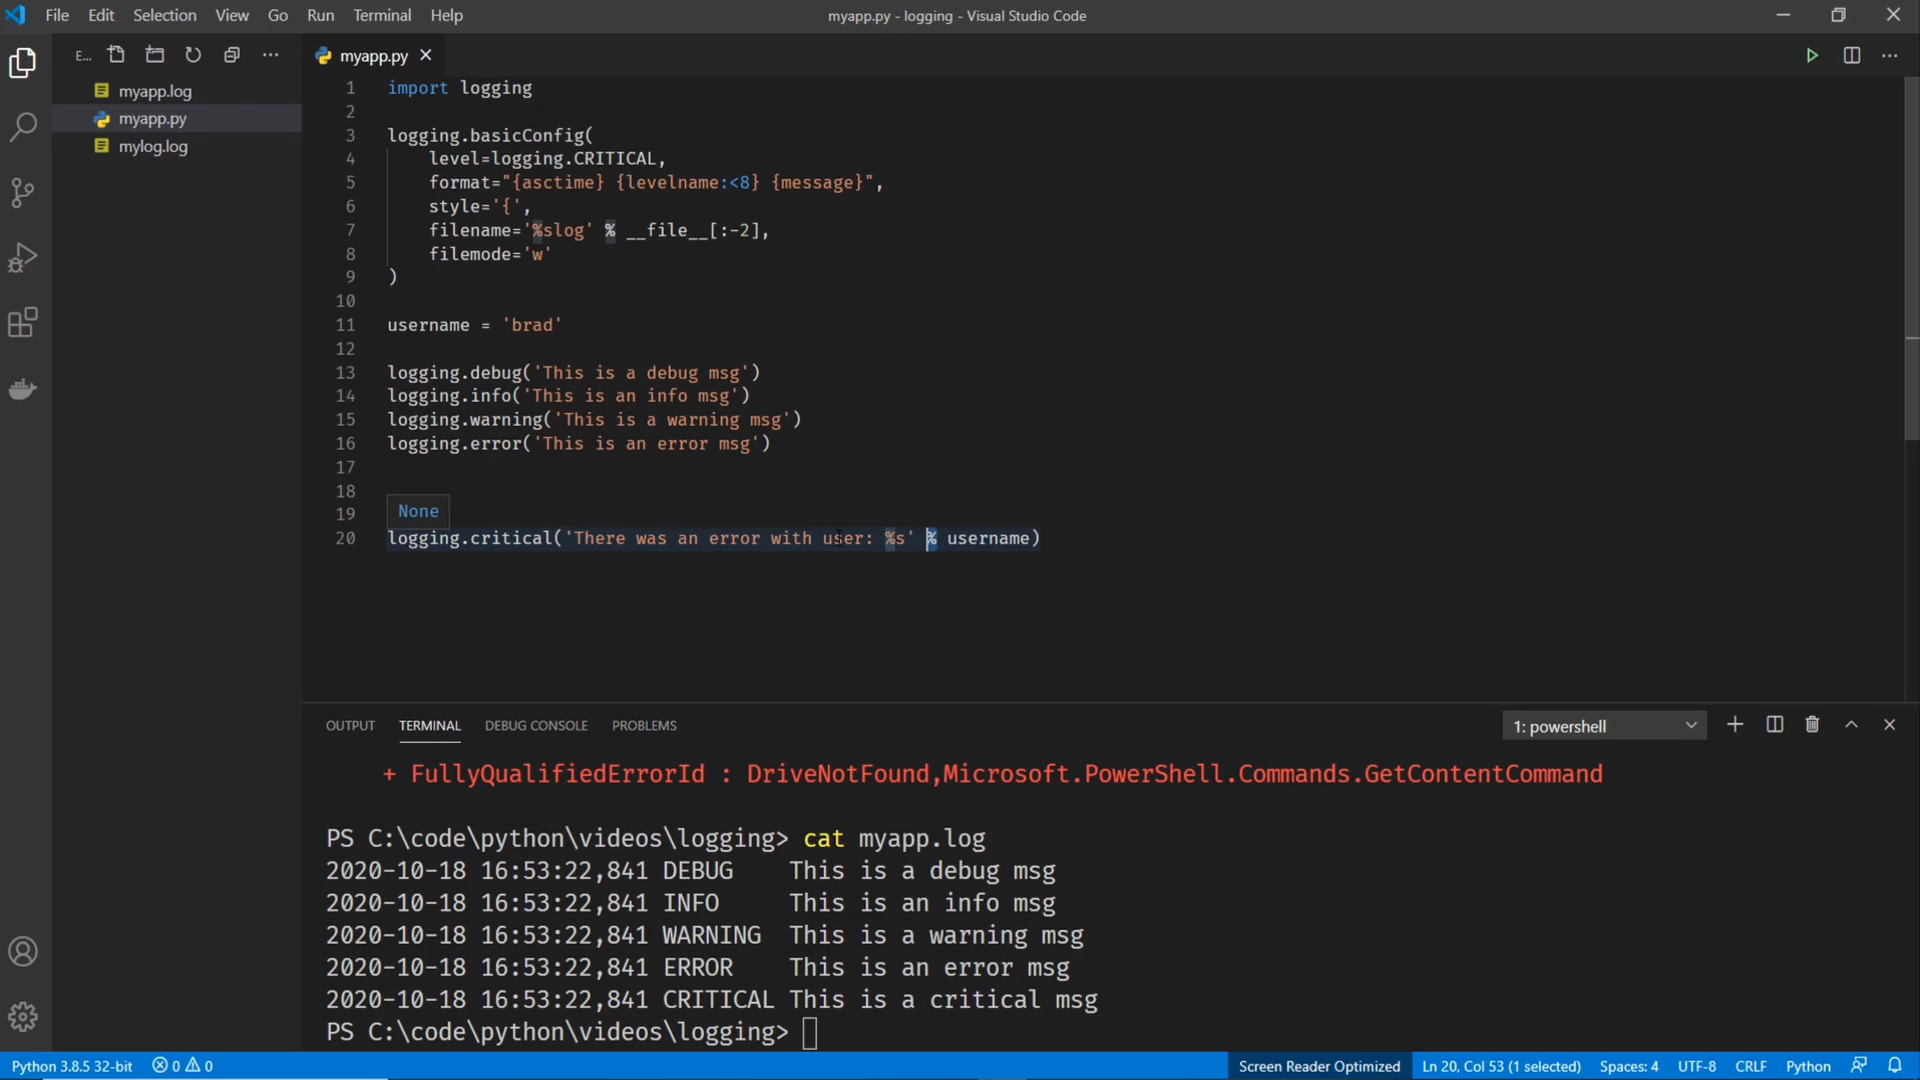 File Edit Selection View Go Run Terminal Help
myapp.py - logging - Visual Studio Code
E...
myapp.py
myapp.log
myapp.py
mylog.log
1 import logging
2
3 logging.basicConfig(
4 level=logging.CRITICAL,
5 format="{asctime} {levelname:<8} {message}",
6 style='{',
7 filename='%slog' % __file__[:-2],
8 filemode='w'
9 )
10
11 username = 'brad'
12
13 logging.debug('This is a debug msg')
14 logging.info('This is an info msg')
15 logging.warning('This is a warning msg')
16 logging.error('This is an error msg')
17
18
None
19
20 logging.critical('There was an error with user: %s' % username)
OUTPUT TERMINAL DEBUG CONSOLE PROBLEMS
1: powershell
+ FullyQualifiedErrorId : DriveNotFound,Microsoft.PowerShell.Commands.GetContentCommand
PS C:\code\python\videos\logging> cat myapp.log
2020-10-18 16:53:22,841 DEBUG This is a debug msg
2020-10-18 16:53:22,841 INFO This is an info msg
2020-10-18 16:53:22,841 WARNING This is a warning msg
2020-10-18 16:53:22,841 ERROR This is an error msg
2020-10-18 16:53:22,841 CRITICAL This is a critical msg
PS C:\code\python\videos\logging>
Python 3.8.5 32-bit 0 0 Screen Reader Optimized Ln 20, Col 53 (1 selected) Spaces: 4 UTF-8 CRLF Python